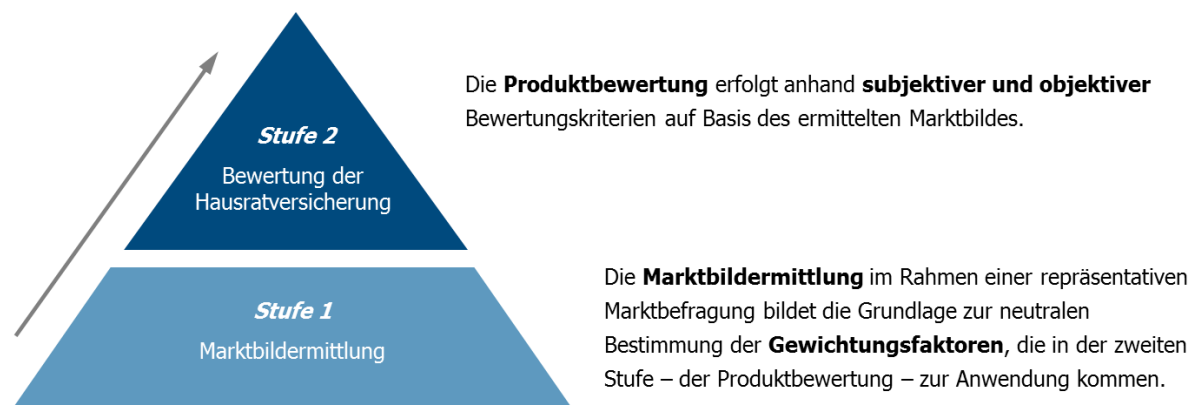 Die Produktbewertung erfolgt anhand subjektiver und objektiver
Bewertungskriterien auf Basis des ermittelten Marktbildes.
Stufe 2
Bewertung der
Hausratversicherung
Die Marktbildermittlung im Rahmen einer repräsentativen
Marktbefragung bildet die Grundlage zur neutralen
Bestimmung der Gewichtungsfaktoren, die in der zweiten
Stufe – der Produktbewertung – zur Anwendung kommen.
Stufe 1
Marktbildermittlung